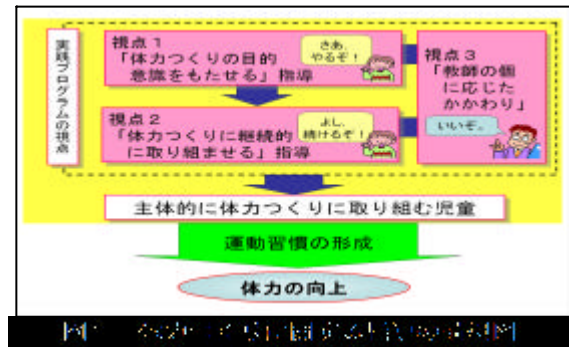 実践プログラムの視点
視点1
「体力つくりの目的
意識をもたせる」指導
さあ、
やるぞ！
視点2
「体力つくりに継続的
に取り組ませる」指導
よし、
続けるぞ！
視点3
「教師の個
に応じた
かかわり」
いいぞ。
主体的に体力つくりに取り組む児童
運動習慣の形成
体力の向上